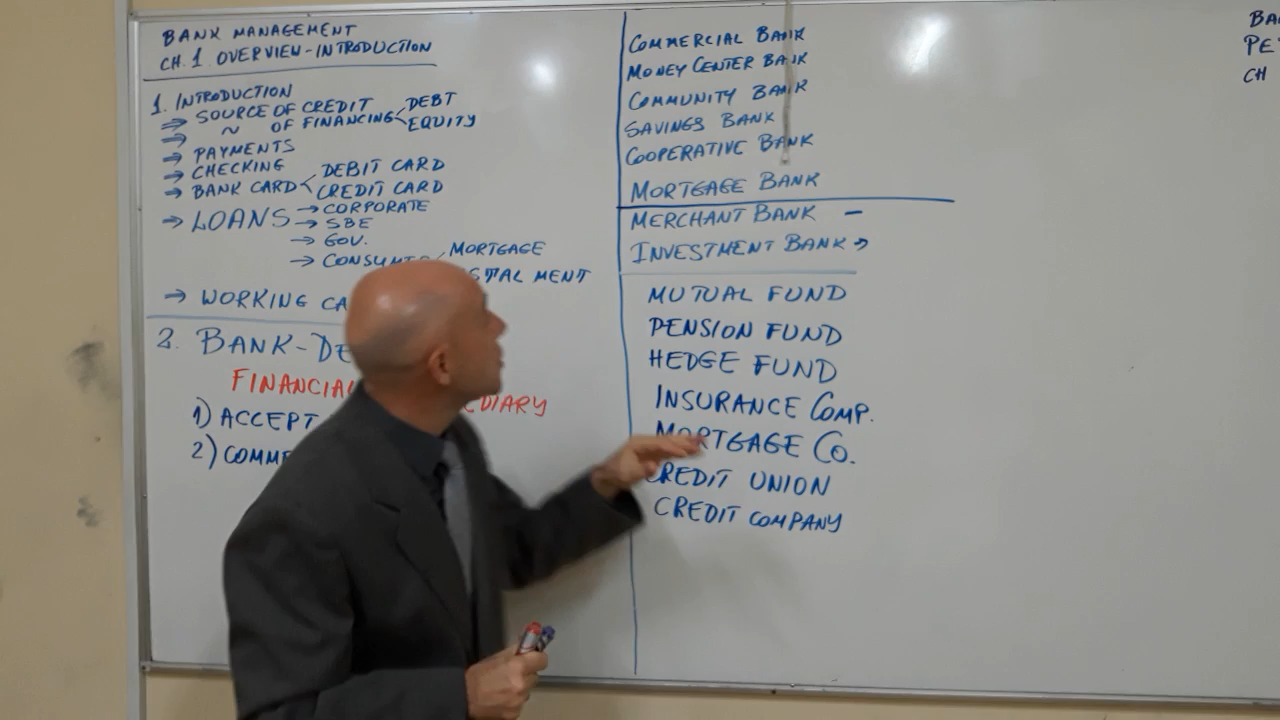 BANK MANAGEMENT
CH.1 OVERVIEW-INTRODUCTION
1. INTRODUCTION
⇒ SOURCE OF CREDIT
⇒ ~ OF FINANCING < DEBT
EQUITY
⇒ PAYMENTS
⇒ CHECKING
⇒ BANK CARD < DEBIT CARD
CREDIT CARD
⇒ LOANS → CORPORATE
→ SBE
→ GOV.
→ MORTGAGE
⇒ WORKING
2. BANK-
FINANCIAL
1) ACCEPT
2)
COMMERCIAL BANK
MONEY CENTER BANK
COMMUNITY BANK
SAVINGS BANK
COOPERATIVE BANK
MORTGAGE BANK
MERCHANT BANK -
INVESTMENT BANK →
MUTUAL FUND
PENSION FUND
HEDGE FUND
INSURANCE COMP.
MORTGAGE CO.
CREDIT UNION
CREDIT COMPANY
CH